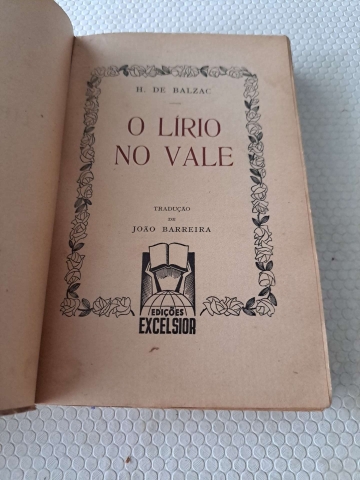 H. DE BALZAC
O LÍRIO
NO VALE
TRADUÇÃO
DE
JOÃO BARREIRA
EDIÇÕES
EXCELSIOR